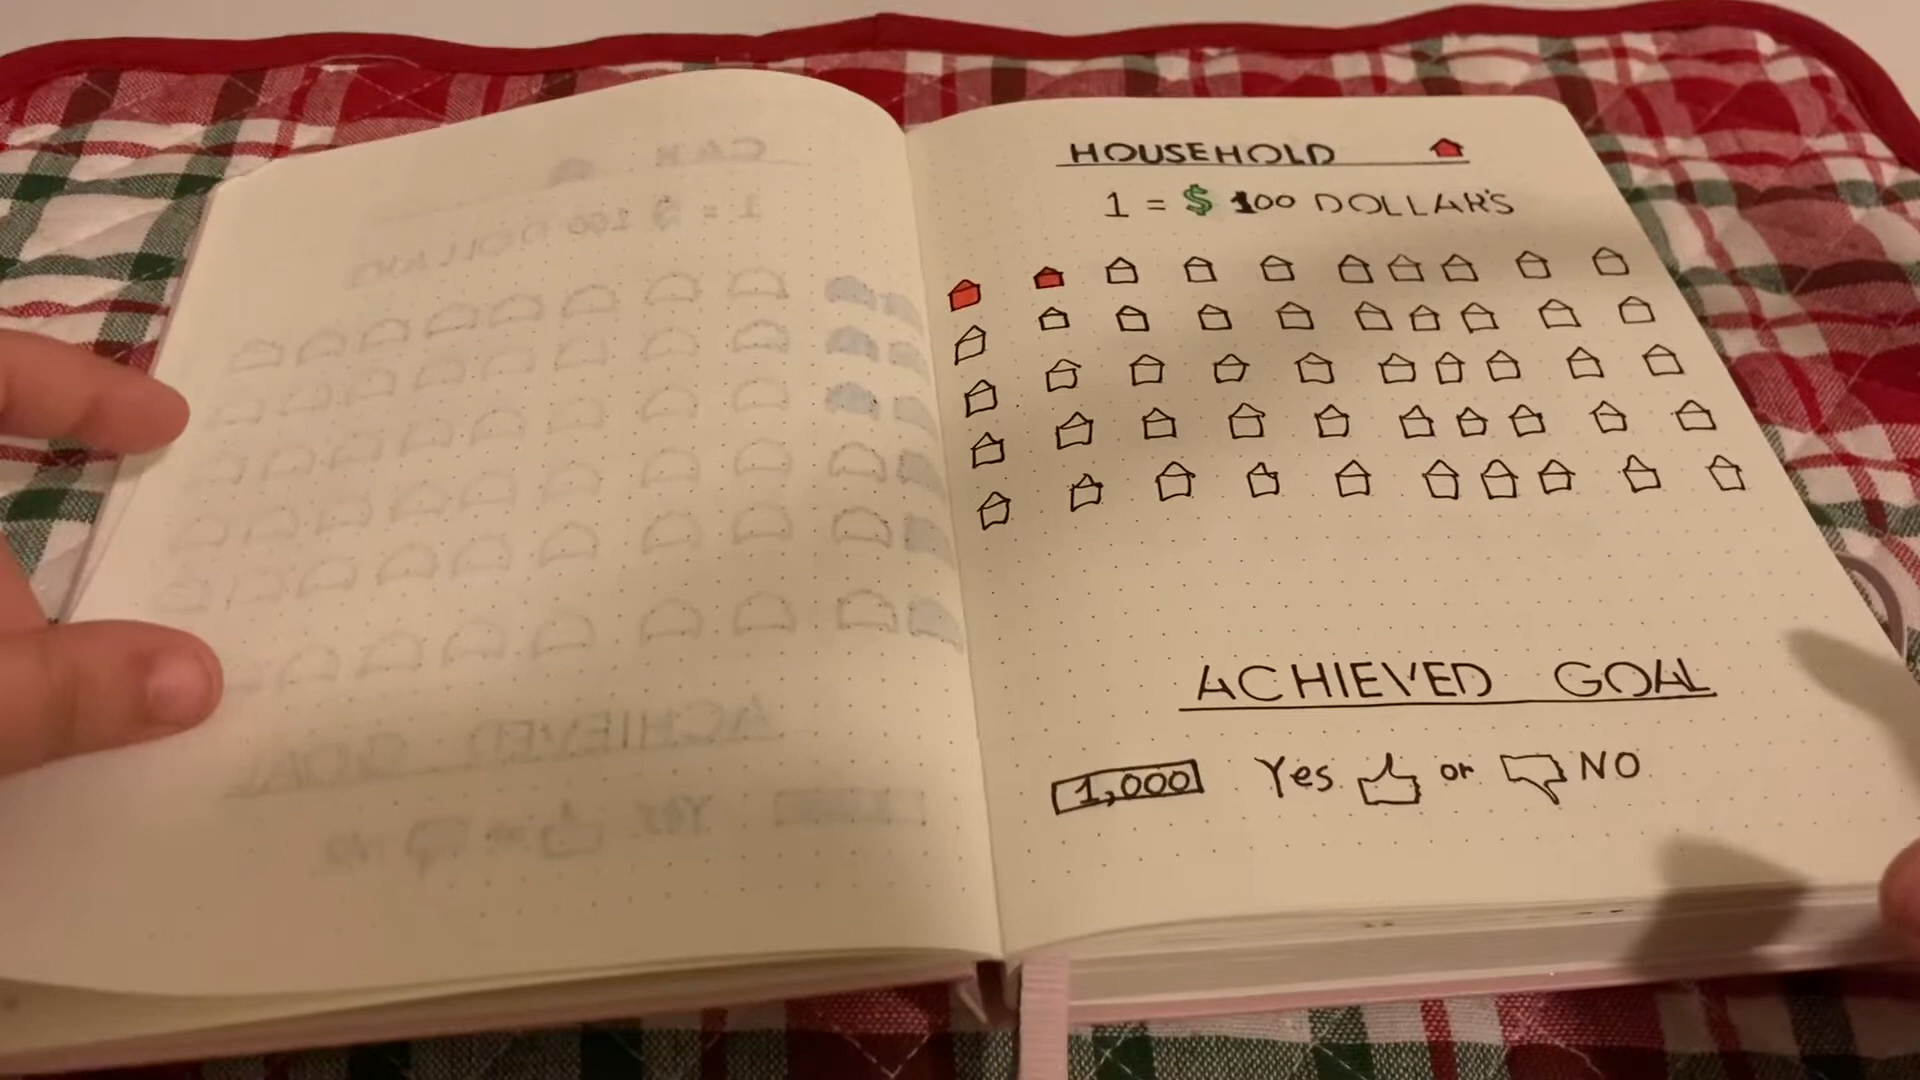 HOUSEHOLD
1 = $ 100 DOLLAR'S
ACHIEVED GOAL
1,000 Yes or NO